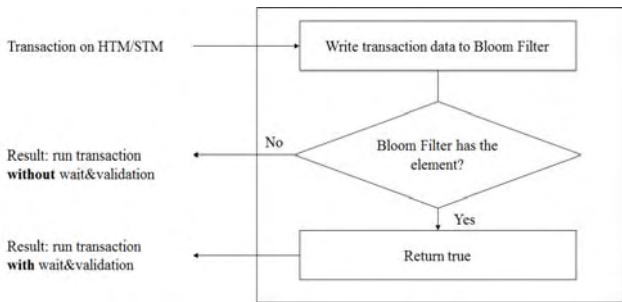 Transaction on HTM/STM
Write transaction data to Bloom Filter
No
Bloom Filter has the
element?
Result: run transaction
without wait&validation
Yes
Result: run transaction
with wait&validation
Return true